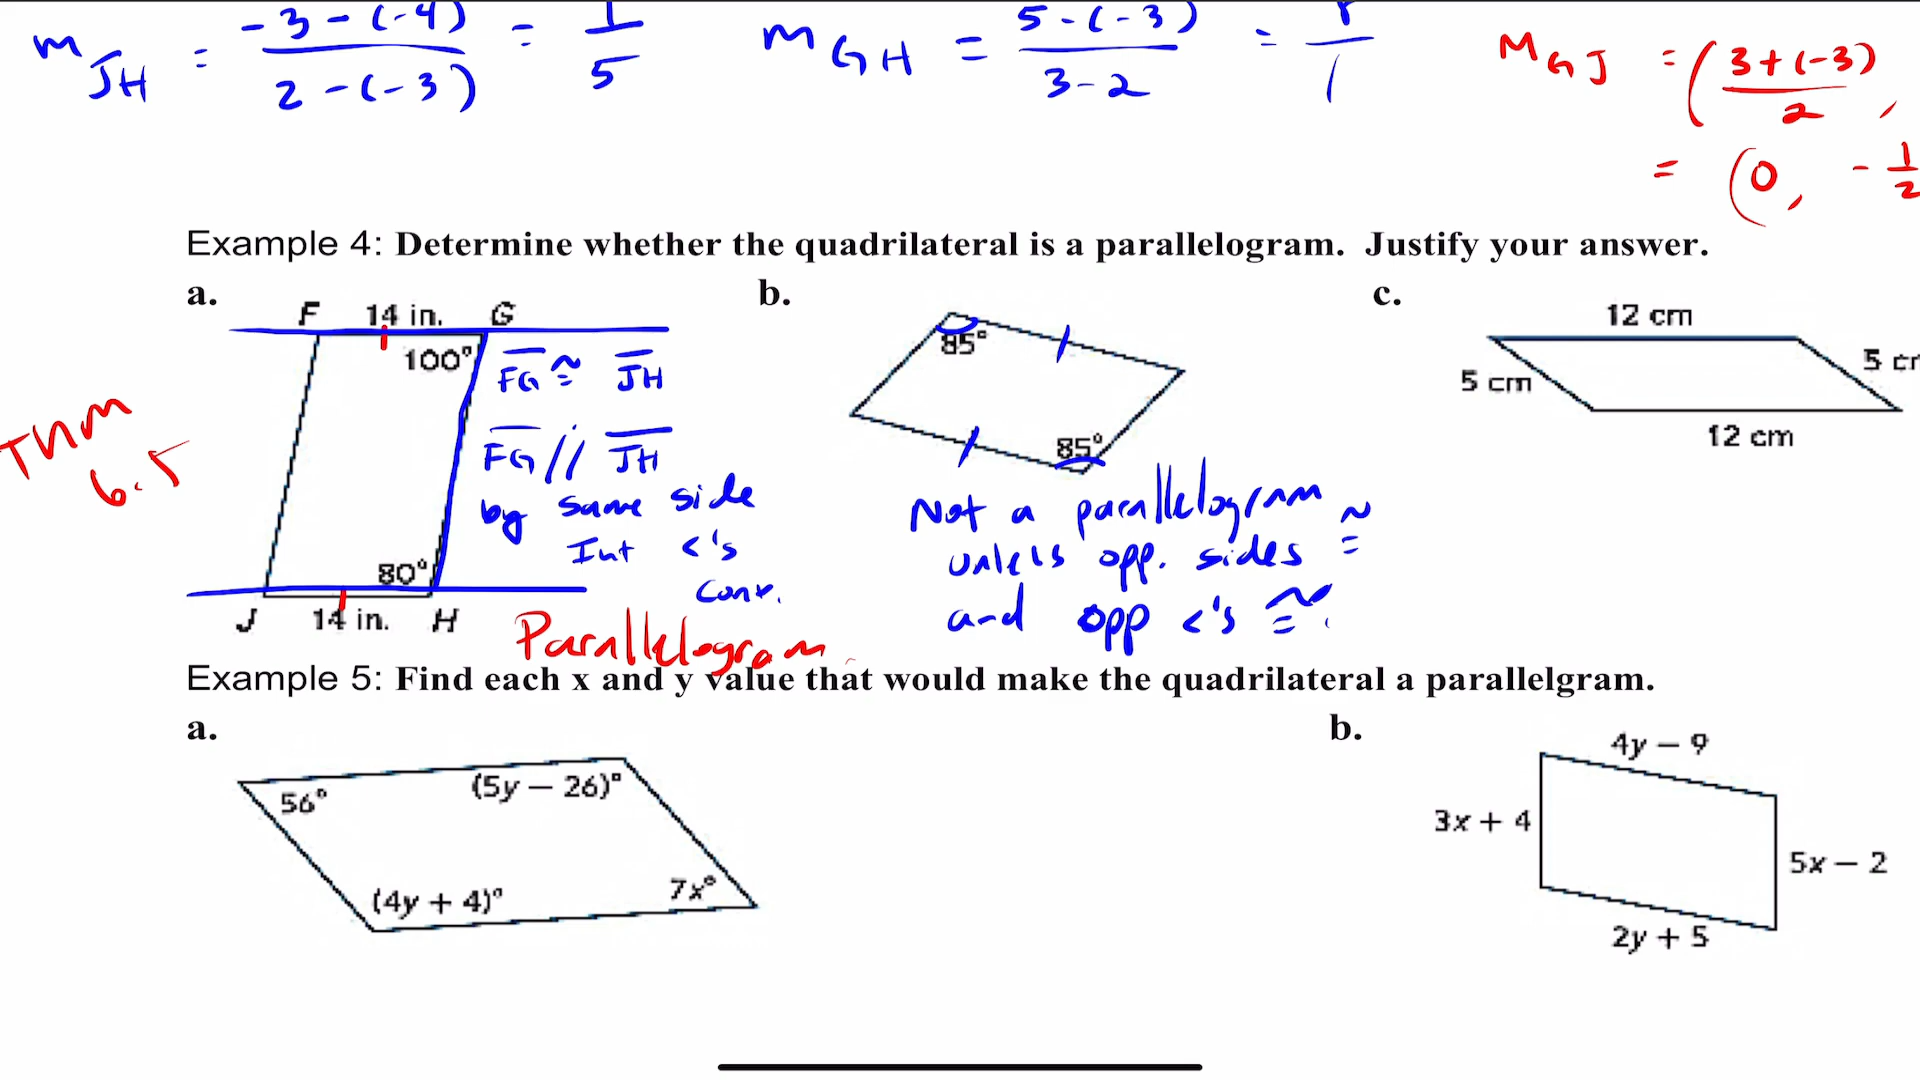 m JH = -3-(-4) / 2-(-3) = 1 / 5
m GH = 5-(-3) / 3-2 =
M GJ = ( 3+(-3) / 2 ,
= (0, -1/2
Example 4: Determine whether the quadrilateral is a parallelogram. Justify your answer.
a.
F 14 in. G
100°
80°
J 14 in. H
Thm
6.5
FG ≅ JH
FG // JH
by same side
Int <'s
conv.
Parallelogram
b.
85°
85°
Not a parallelogram
unless opp. sides ≅
and opp <'s ≅
c.
12 cm
5 cm
12 cm
Example 5: Find each x and y value that would make the quadrilateral a parallelgram.
a.
56° (5y – 26)°
(4y + 4)° 7x°
b.
4y – 9
3x + 4
5x – 2
2y + 5